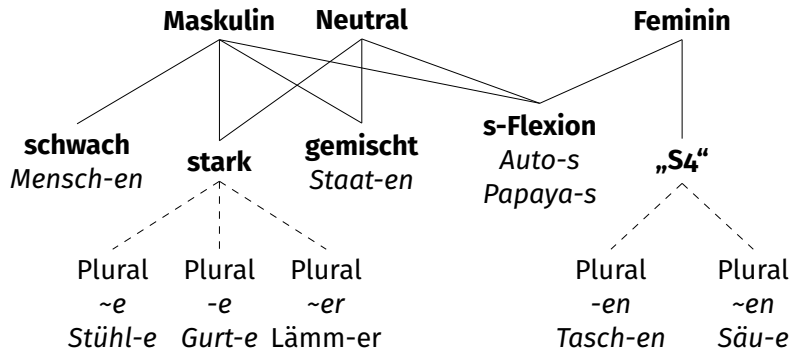 Maskulin Neutral Feminin
schwach
Mensch-en
stark
gemischt
Staat-en
s-Flexion
Auto-s
Papaya-s
„S4“
Plural
~e
Stühl-e
Plural
-e
Gurt-e
Plural
~er
Lämm-er
Plural
-en
Tasch-en
Plural
~en
Säu-e